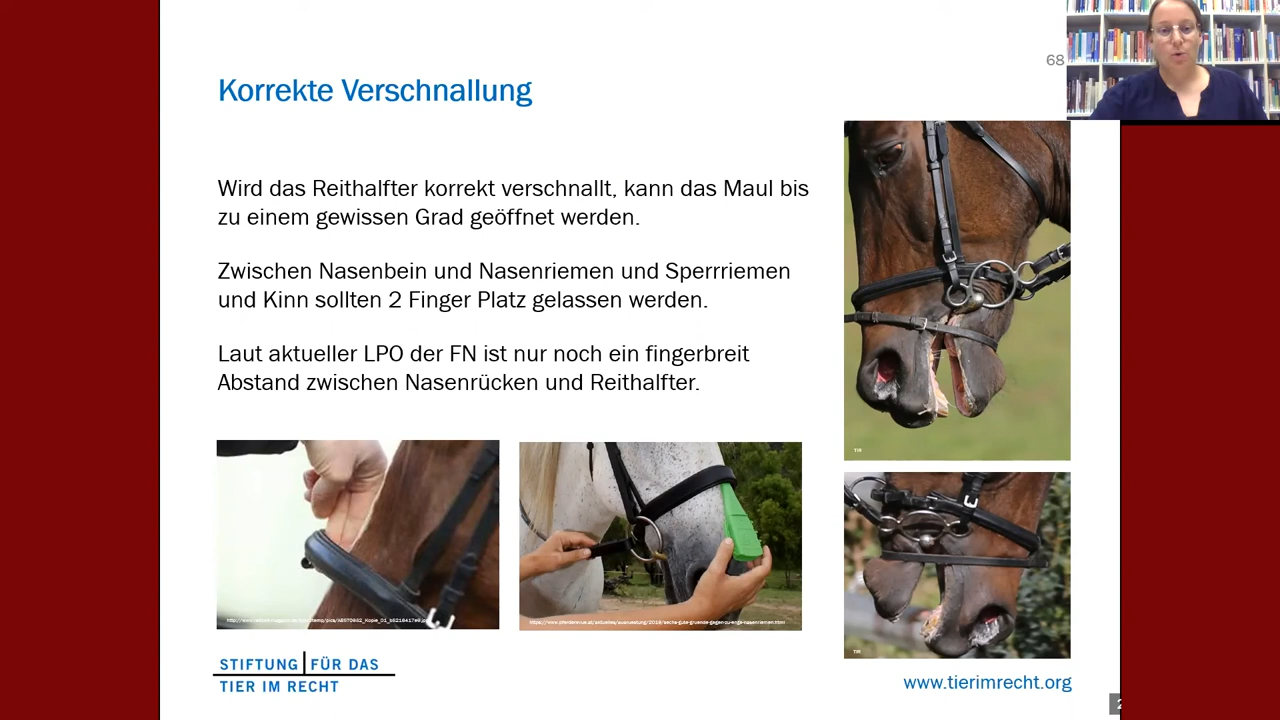 68
Korrekte Verschnallung
Wird das Reithalfter korrekt verschnallt, kann das Maul bis
zu einem gewissen Grad geöffnet werden.
Zwischen Nasenbein und Nasenriemen und Sperrriemen
und Kinn sollten 2 Finger Platz gelassen werden.
Laut aktueller LPO der FN ist nur noch ein fingerbreit
Abstand zwischen Nasenrücken und Reithalfter.
TIR
TIR
STIFTUNG FÜR DAS
TIER IM RECHT
www.tierimrecht.org